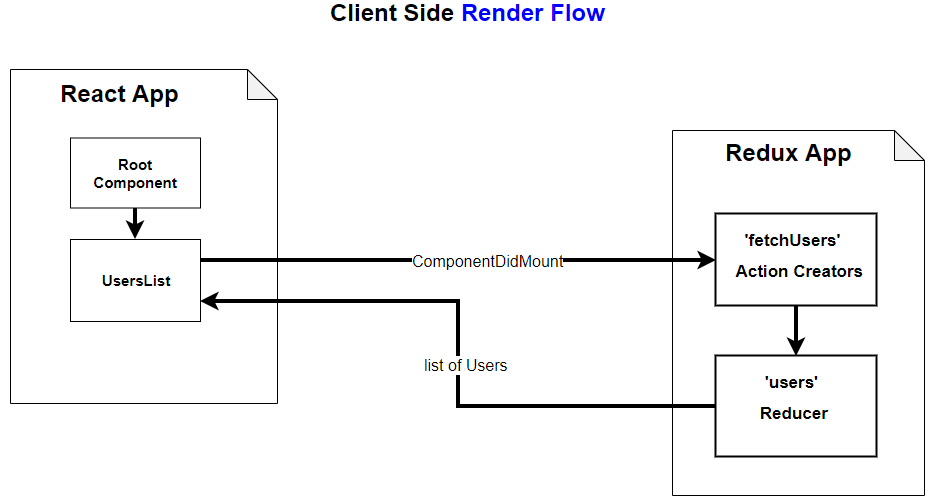 Client Side Render Flow
React App
Root
Component
UsersList
ComponentDidMount
list of Users
Redux App
'fetchUsers'
Action Creators
'users'
Reducer